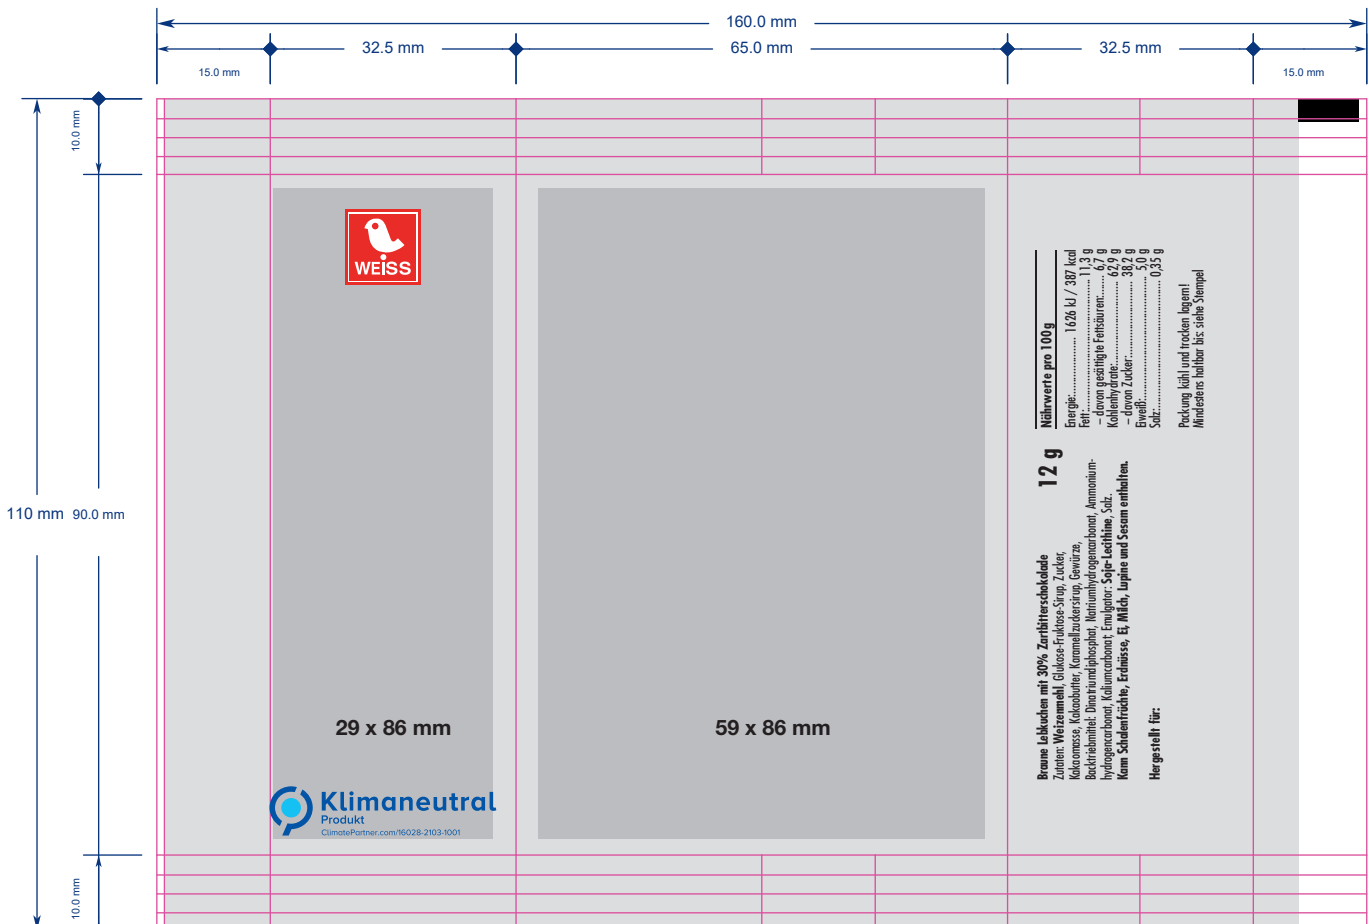 160.0 mm
32.5 mm
65.0 mm
32.5 mm
15.0 mm
15.0 mm
10.0 mm
110 mm
90.0 mm
10.0 mm
WEISS
29 x 86 mm
59 x 86 mm
Klimaneutral
Produkt
ClimatePartner.com/16028-2103-1001
Braune Lebkuchen mit 30% Zartbitterschokolade
Zutaten: Weizenmehl, Glukose-Fruktose-Sirup, Zucker,
Kakaomasse, Kakaobutter, Karamellzuckersirup, Gewürze,
Backtriebmittel: Dinatriumdiphosphat, Natriumhydrogencarbonat, Ammonium-
hydrogencarbonat, Kaliumcarbonat; Emulgator: Soja-Lecithine, Salz.
Kann Schalenfrüchte, Erdnüsse, Ei, Milch, Lupine und Sesam enthalten.
Hergestellt für:
12 g
Nährwerte pro 100g
Energie:.................... 1626 kJ / 387 kcal
Fett:.................................... 11,3 g
– davon gesättigte Fettsäuren:....... 6,7 g
Kohlenhydrate:........................ 62,9 g
– davon Zucker:....................... 38,2 g
Eiweiß:................................ 5,0 g
Salz:.................................. 0,35 g
Packung kühl und trocken lagern!
Mindestens haltbar bis: siehe Stempel